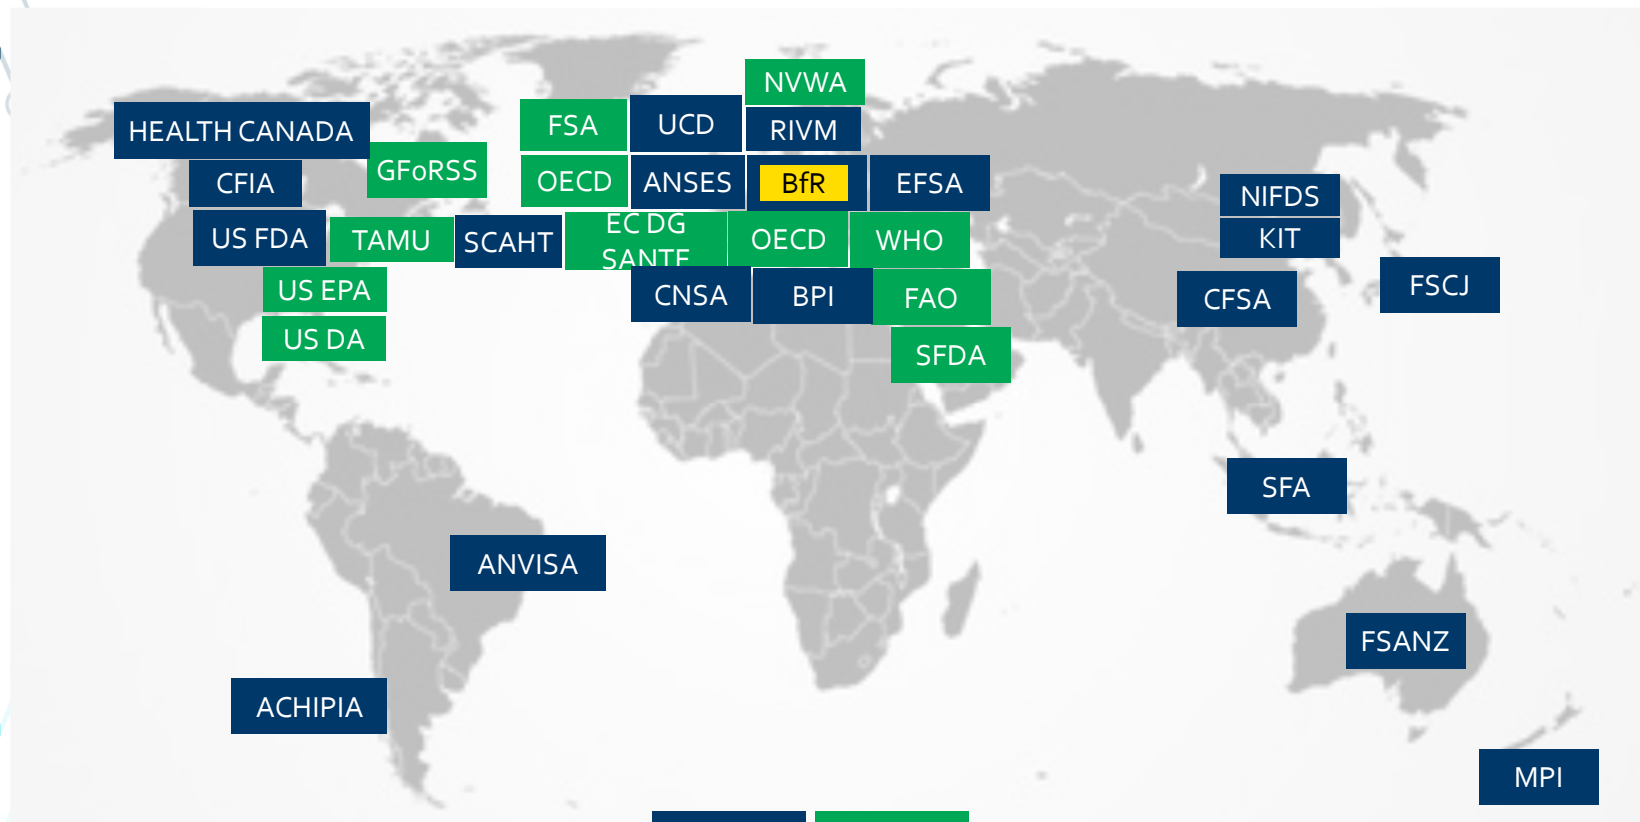 NVWA
HEALTH CANADA
FSA
UCD
RIVM
GFoRSS
CFIA
OECD
ANSES
BfR
EFSA
NIFDS
US FDA
TAMU
SCAHT
EC DG
SANTE
OECD
WHO
KIT
US EPA
CNSA
BPI
FAO
CFSA
FSCJ
US DA
SFDA
SFA
ANVISA
FSANZ
ACHIPIA
MPI